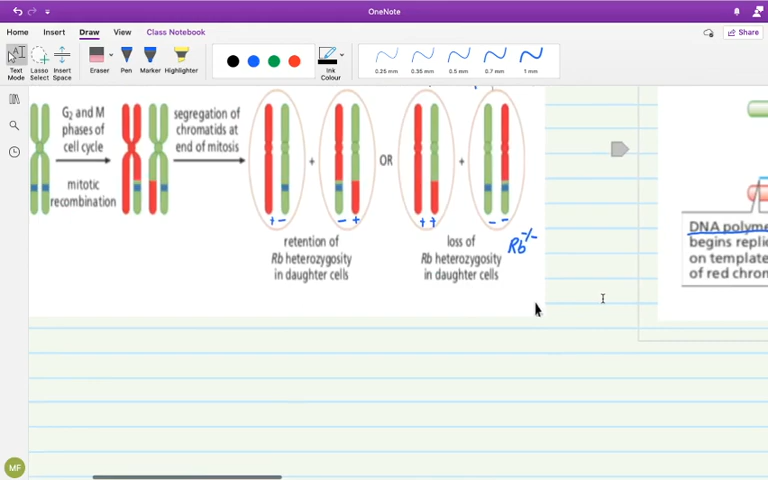 OneNote
Home Insert Draw View Class Notebook
Share
Text Mode
Lasso Select
Insert Space
Eraser
Pen
Marker
Highlighter
Ink Colour
0.25 mm
0.35 mm
0.5 mm
0.7 mm
1 mm
G2 and M
phases of
cell cycle
mitotic
recombination
segregation of
chromatids at
end of mitosis
+
OR
+
+ −
− +
+ +
− −
retention of
Rb heterozygosity
in daughter cells
loss of
Rb heterozygosity
in daughter cells
Rb-/-
DNA polyme
begins repli
on template
of red chron
MF